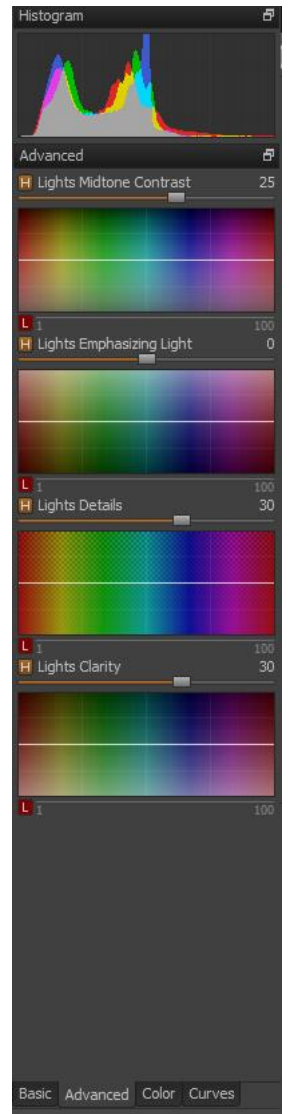 Histogram
Advanced
H Lights Midtone Contrast 25
L 1 100
H Lights Emphasizing Light 0
L 1 100
H Lights Details 30
L 1 100
H Lights Clarity 30
L 1 100
Basic Advanced Color Curves